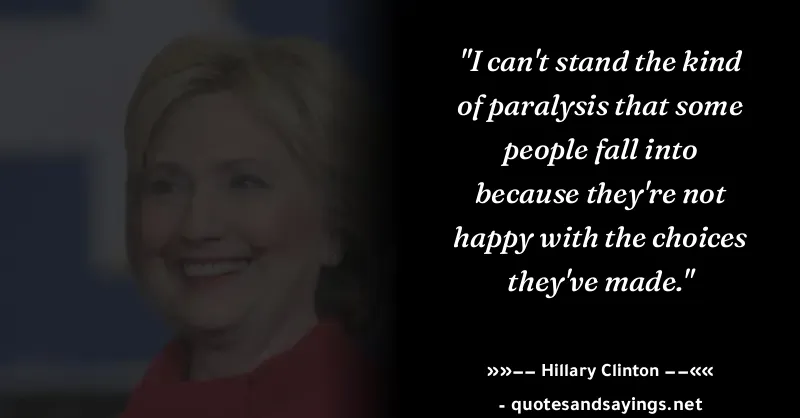 "I can't stand the kind
of paralysis that some
people fall into
because they're not
happy with the choices
they've made."
»»−− Hillary Clinton −−««
- quotesandsayings.net